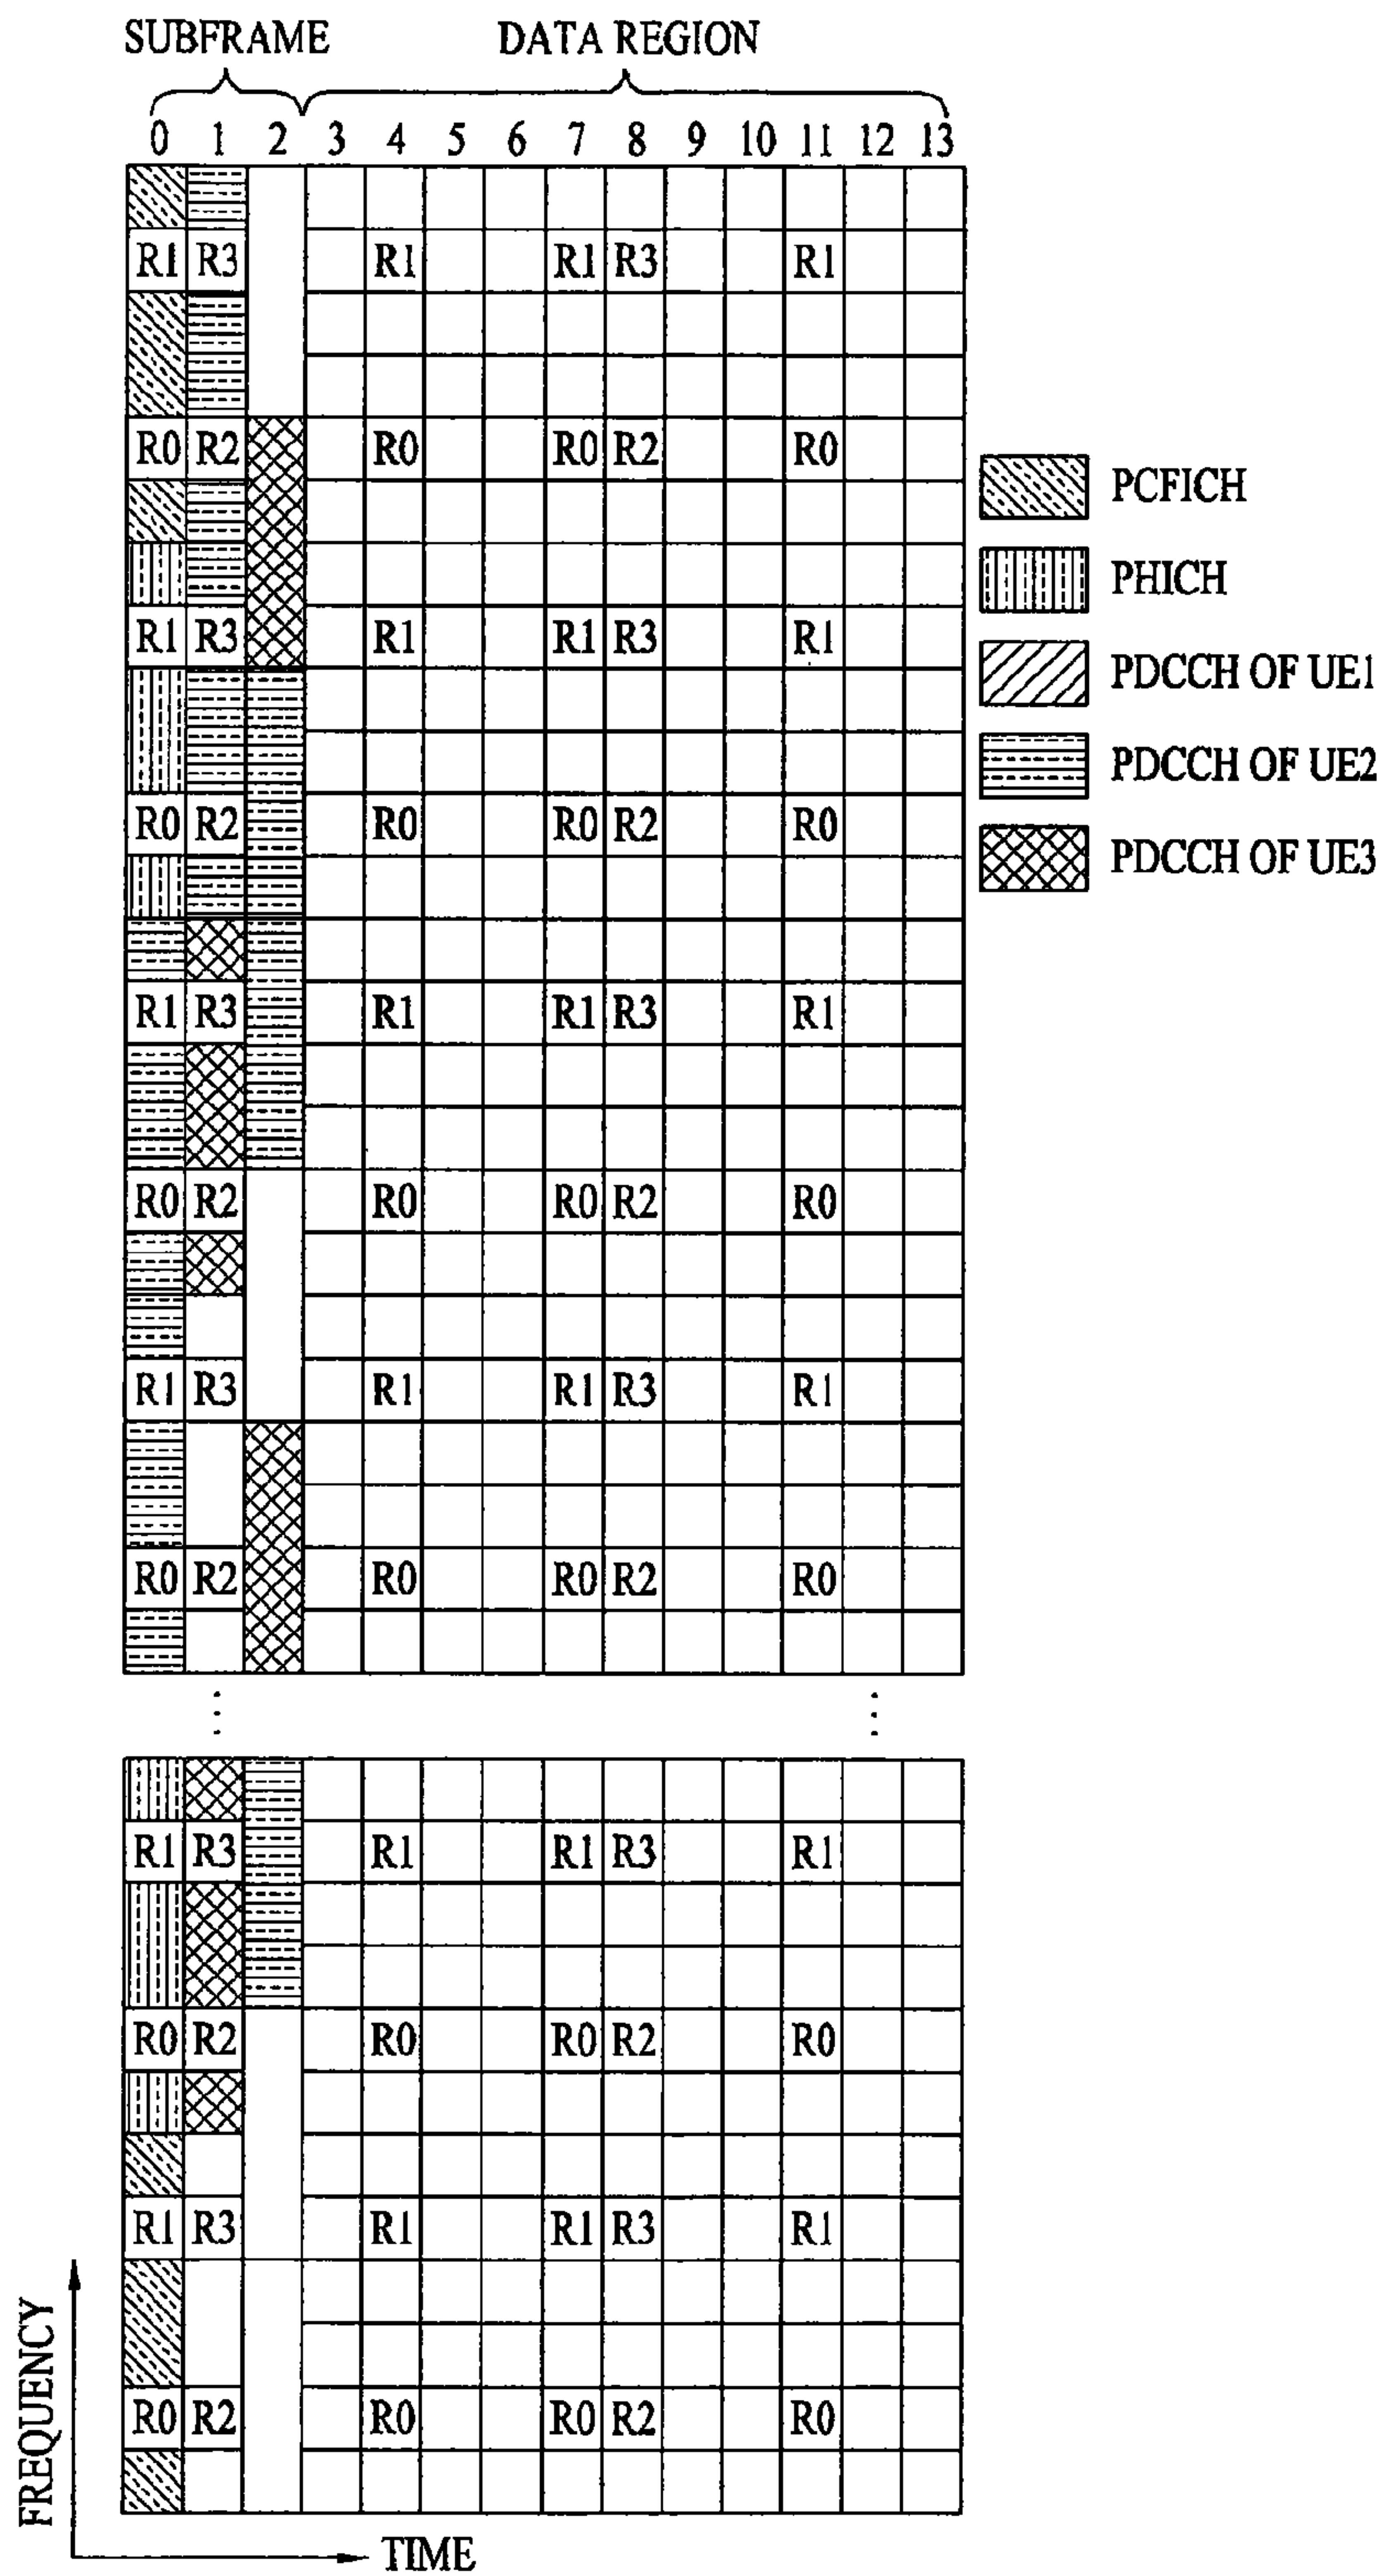 SUBFRAME DATA REGION
0 1 2 3 4 5 6 7 8 9 10 11 12 13
R1 R3 R1 R1 R3 R1
R0 R2 R0 R0 R2 R0
PCFICH
PHICH
R1 R3 R1 R1 R3 R1
PDCCH OF UE1
PDCCH OF UE2
R0 R2 R0 R0 R2 R0
PDCCH OF UE3
R1 R3 R1 R1 R3 R1
R0 R2 R0 R0 R2 R0
R1 R3 R1 R1 R3 R1
R0 R2 R0 R0 R2 R0
R1 R3 R1 R1 R3 R1
R0 R2 R0 R0 R2 R0
R1 R3 R1 R1 R3 R1
R0 R2 R0 R0 R2 R0
FREQUENCY
TIME